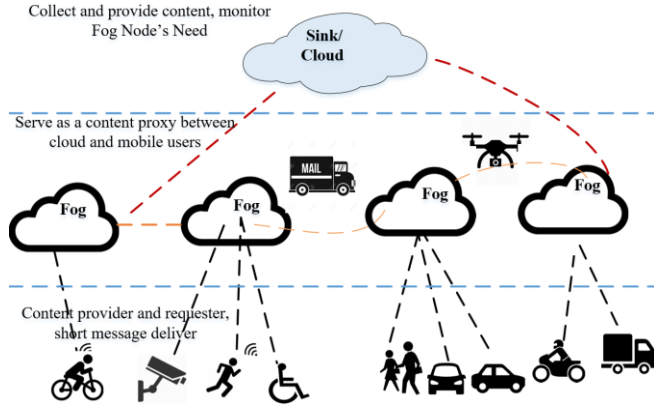 Collect and provide content, monitor
Fog Node's Need
Sink/
Cloud
Serve as a content proxy between
cloud and mobile users
MAIL
Fog
Fog
Fog
Fog
Content provider and requester,
short message deliver